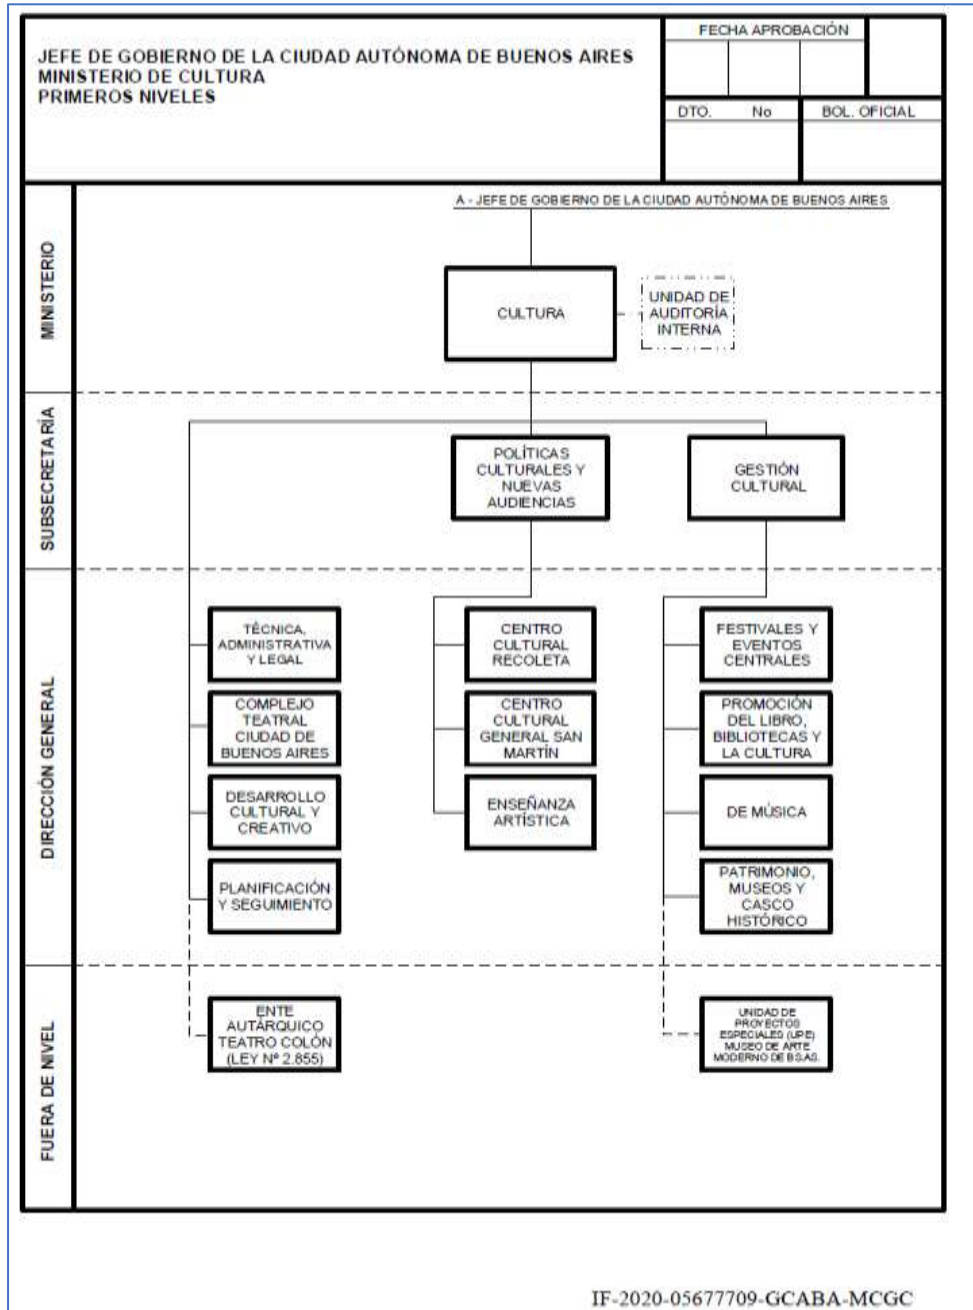 JEFE DE GOBIERNO DE LA CIUDAD AUTÓNOMA DE BUENOS AIRES
MINISTERIO DE CULTURA
PRIMEROS NIVELES
FECHA APROBACIÓN
DTO. No
BOL. OFICIAL
MINISTERIO
A - JEFE DE GOBIERNO DE LA CIUDAD AUTÓNOMA DE BUENOS AIRES
CULTURA
UNIDAD DE
AUDITORÍA
INTERNA
SUBSECRETARÍA
POLÍTICAS
CULTURALES Y
NUEVAS
AUDIENCIAS
GESTIÓN
CULTURAL
DIRECCIÓN GENERAL
TÉCNICA,
ADMINISTRATIVA
Y LEGAL
COMPLEJO
TEATRAL
CIUDAD DE
BUENOS AIRES
DESARROLLO
CULTURAL Y
CREATIVO
PLANIFICACIÓN
Y SEGUIMIENTO
CENTRO
CULTURAL
RECOLETA
CENTRO
CULTURAL
GENERAL SAN
MARTÍN
ENSEÑANZA
ARTÍSTICA
FESTIVALES Y
EVENTOS
CENTRALES
PROMOCIÓN
DEL LIBRO,
BIBLIOTECAS Y
LA CULTURA
DE MÚSICA
PATRIMONIO,
MUSEOS Y
CASCO
HISTÓRICO
FUERA DE NIVEL
ENTE
AUTÁRQUICO
TEATRO COLÓN
(LEY Nº 2.855)
UNIDAD DE
PROYECTOS
ESPECIALES (UPE)
MUSEO DE ARTE
MODERNO DE BS.AS.
IF-2020-05677709-GCABA-MCGC